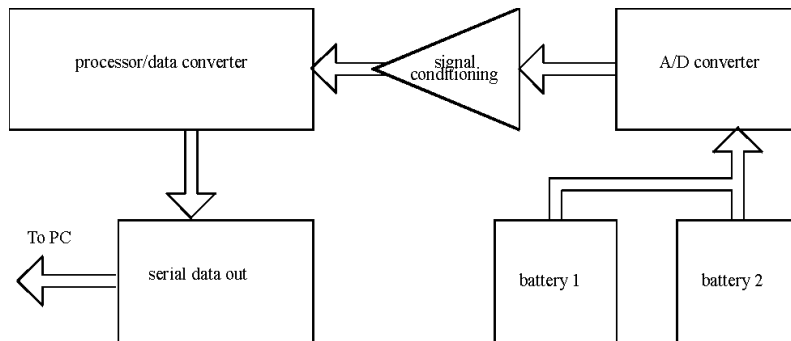 processor/data converter
signal
conditioning
A/D converter
To PC
serial data out
battery 1
battery 2